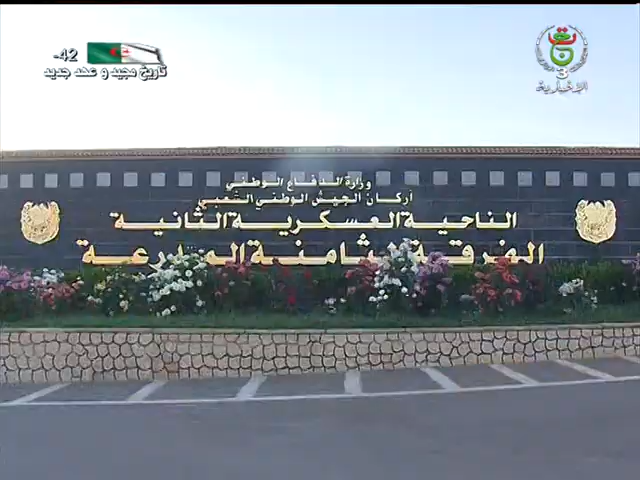 -42
تاريخ مجيد و عهد جديد
3
الإخبارية
وزارة الدفاع الوطني
أركان الجيش الوطني الشعبي
الناحية العسكرية الثانية
الفرقة الثامنة المدرعة